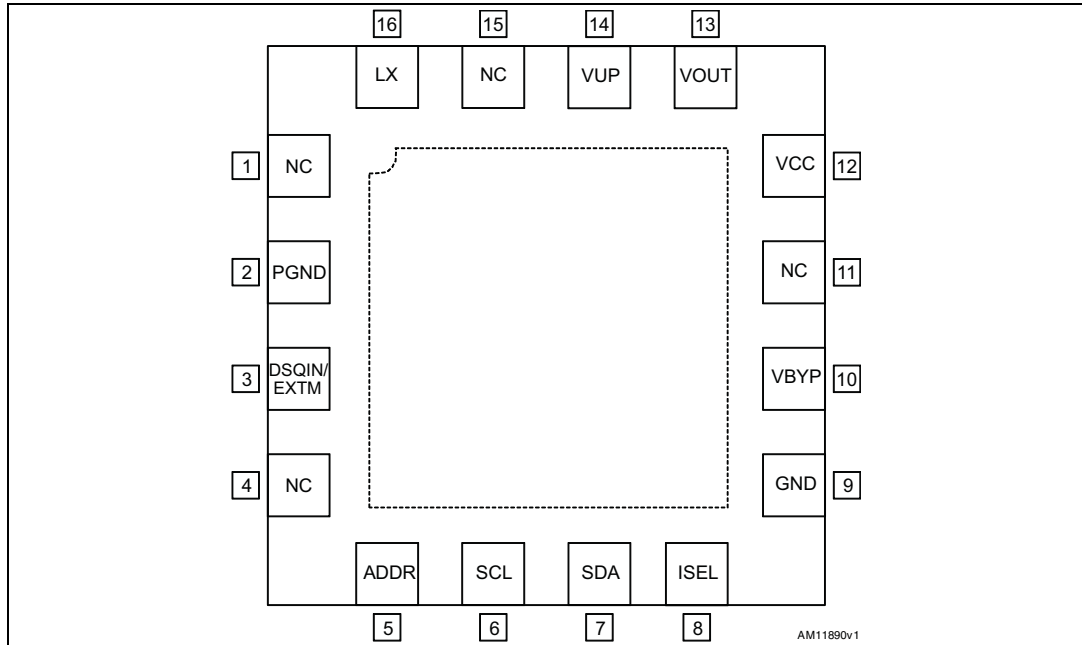 16 15 14 13
LX NC VUP VOUT
1 NC VCC 12
2 PGND NC 11
3 DSQIN/
EXTM VBYP 10
4 NC GND 9
ADDR SCL SDA ISEL
5 6 7 8
AM11890v1